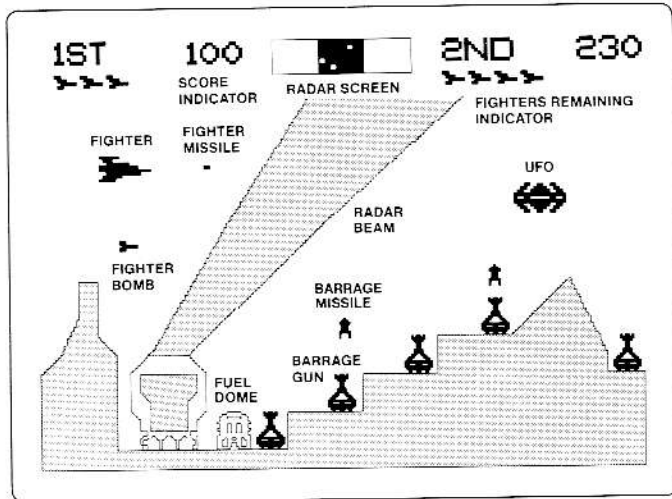 1ST 100 2ND 230
SCORE
INDICATOR
RADAR SCREEN
FIGHTERS REMAINING
INDICATOR
FIGHTER
FIGHTER
MISSILE
UFO
RADAR
BEAM
FIGHTER
BOMB
BARRAGE
MISSILE
BARRAGE
GUN
FUEL
DOME